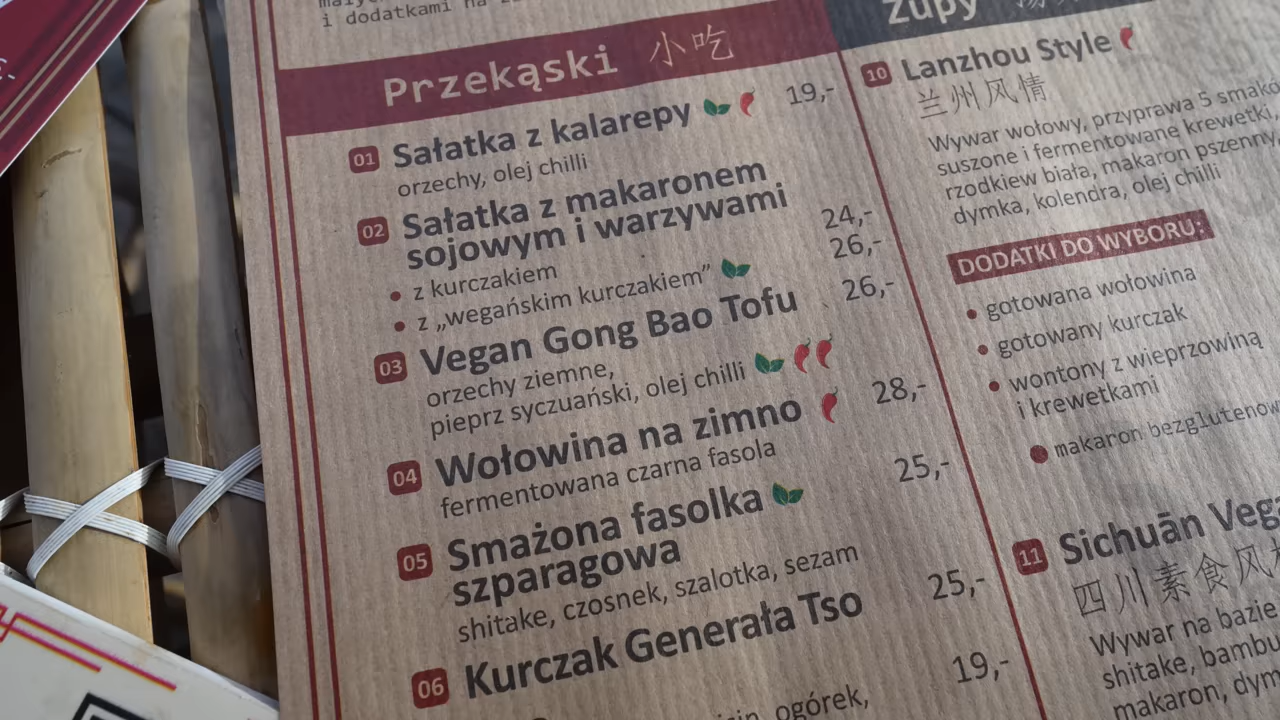 i dodatkami na
Przekąski 小吃
01 Sałatka z kalarepy 19,-
orzechy, olej chilli
02 Sałatka z makaronem
sojowym i warzywami
• z kurczakiem 24,-
• z „wegańskim kurczakiem” 26,-
03 Vegan Gong Bao Tofu 26,-
orzechy ziemne,
pieprz syczuański, olej chilli
04 Wołowina na zimno 28,-
fermentowana czarna fasola
05 Smażona fasolka 25,-
szparagowa
shitake, czosnek, szalotka, sezam
06 Kurczak Generała Tso 25,-
ogórek,
19,-
Zupy
10 Lanzhou Style
兰州风情
Wywar wołowy, przyprawa 5
suszone i fermentowane krewetki,
rzodkiew biała, makaron pszenny,
dymka, kolendra, olej chilli
DODATKI DO WYBORU:
• gotowana wołowina
• gotowany kurczak
• wontony z wieprzowiną
i krewetkami
• makaron
11 Sichuān
四川素食风
Wywar na bazie
shitake,
makaron,